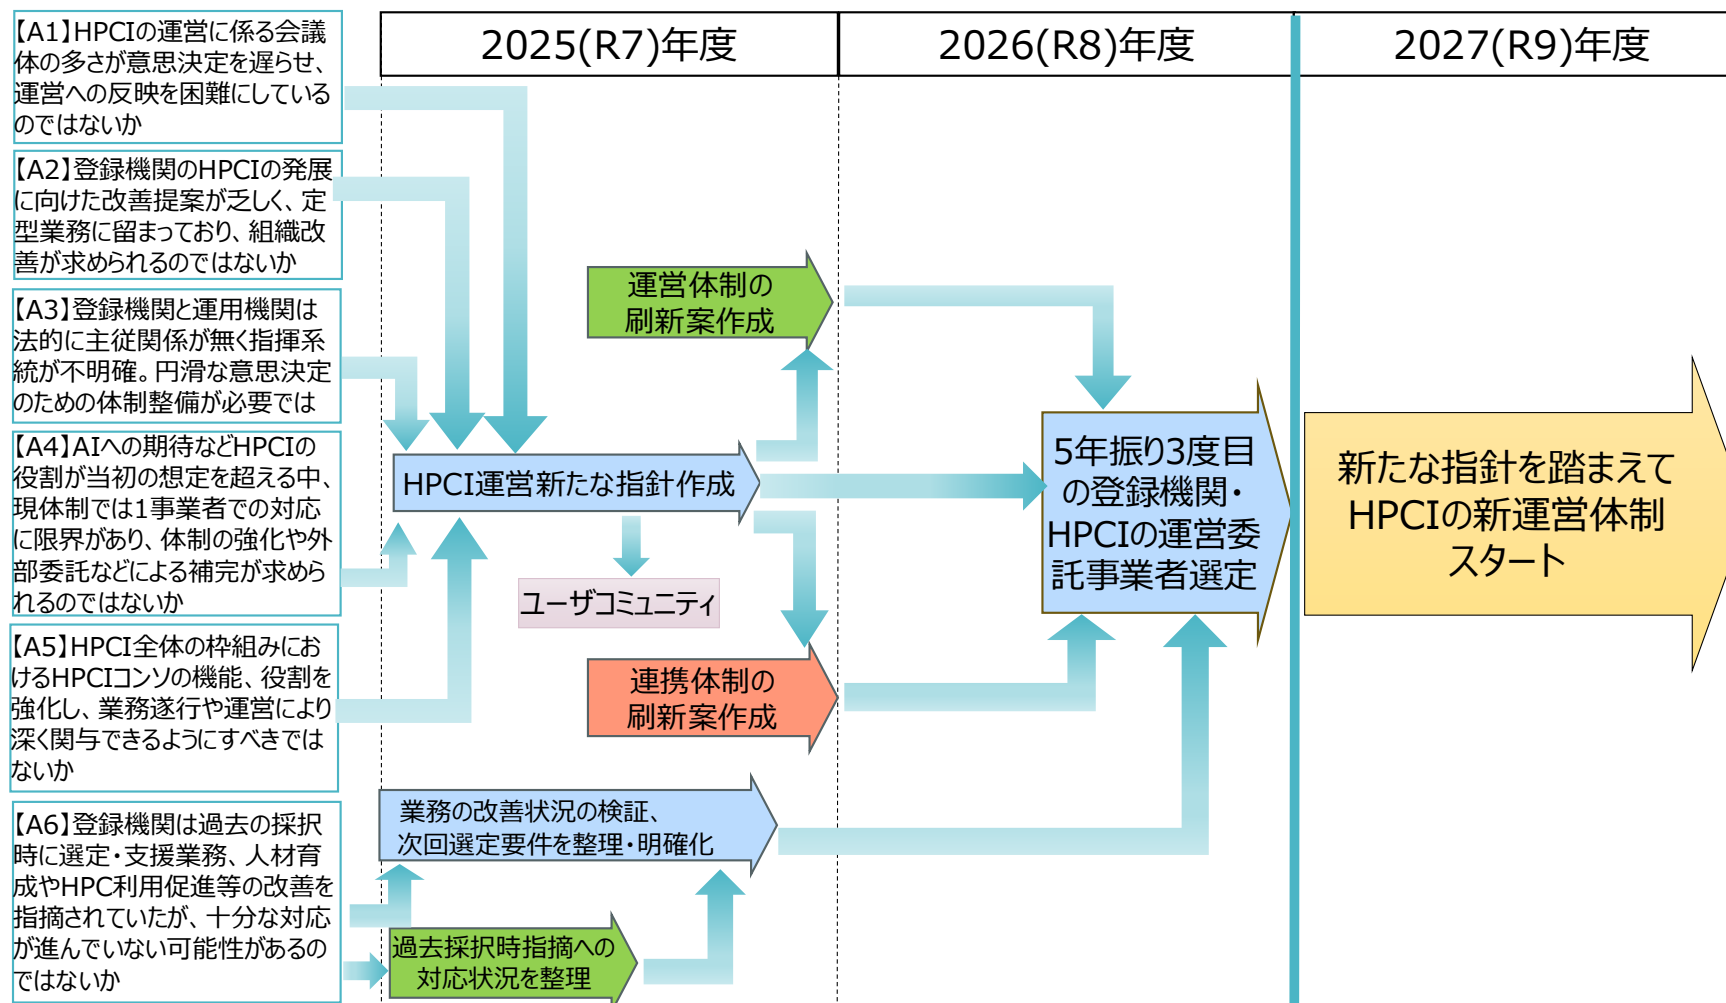 【A1】HPCIの運営に係る会議
体の多さが意思決定を遅らせ、
運営への反映を困難にしている
のではないか
【A2】登録機関のHPCIの発展
に向けた改善提案が乏しく、定
型業務に留まっており、組織改
善が求められるのではないか
【A3】登録機関と運用機関は
法的に主従関係が無く指揮系
統が不明確。円滑な意思決定
のための体制整備が必要では
【A4】AIへの期待などHPCIの
役割が当初の想定を超える中、
現体制では1事業者での対応
に限界があり、体制の強化や外
部委託などによる補完が求めら
れるのではないか
【A5】HPCI全体の枠組みにお
けるHPCIコンソの機能、役割を
強化し、業務遂行や運営により
深く関与できるようにすべきでは
ないか
【A6】登録機関は過去の採択
時に選定・支援業務、人材育
成やHPC利用促進等の改善を
指摘されていたが、十分な対応
が進んでいない可能性があるの
ではないか
2025(R7)年度
2026(R8)年度
2027(R9)年度
運営体制の
刷新案作成
HPCI運営新たな指針作成
ユーザコミュニティ
連携体制の
刷新案作成
業務の改善状況の検証、
次回選定要件を整理・明確化
過去採択時指摘への
対応状況を整理
5年振り3度目
の登録機関・
HPCIの運営委
託事業者選定
新たな指針を踏まえて
HPCIの新運営体制
スタート